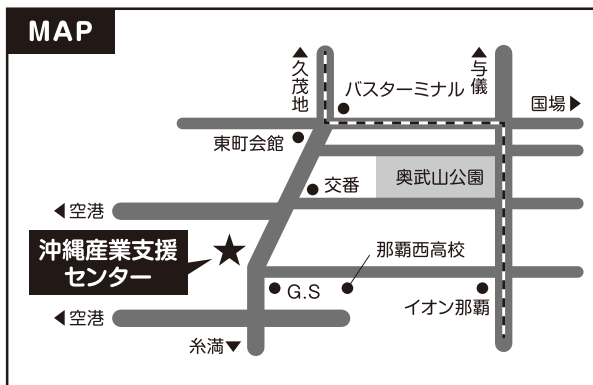 MAP
▲久茂地
▲与儀
バスターミナル
国場▶
東町会館
交番
奥武山公園
◀空港
沖縄産業支援
センター
那覇西高校
G.S
イオン那覇
◀空港
糸満▼